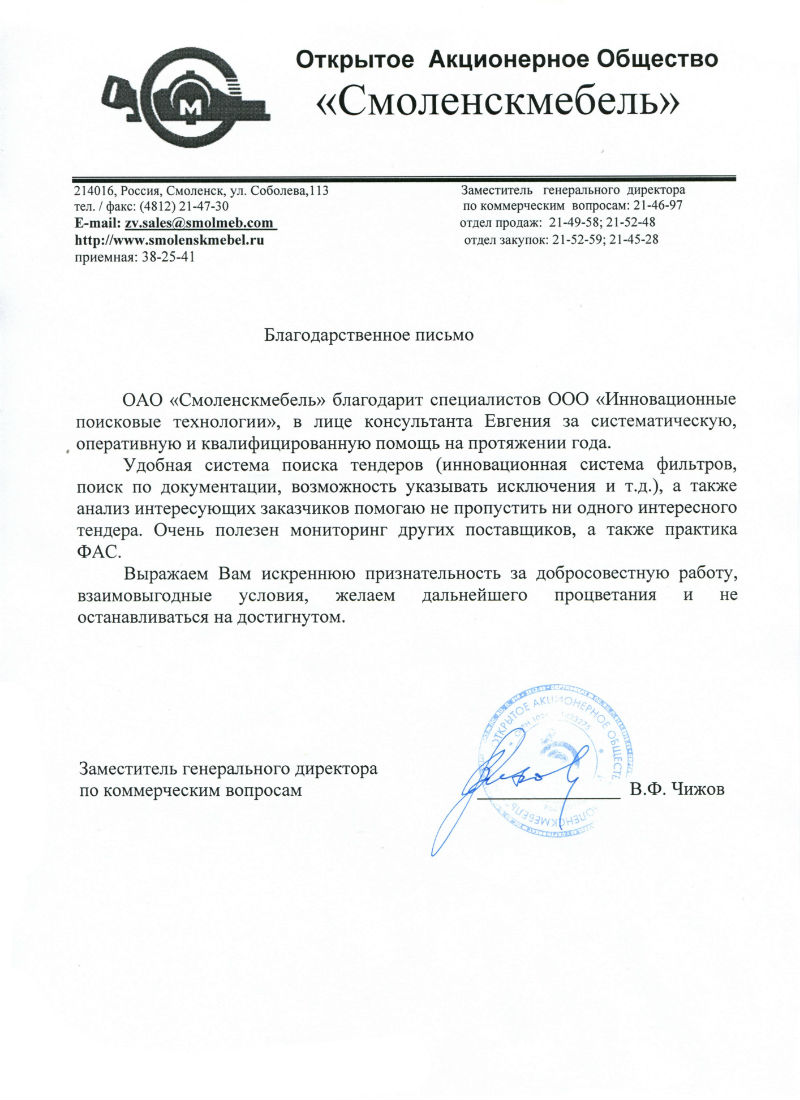 Открытое Акционерное Общество
«Смоленскмебель»
М
214016, Россия, Смоленск, ул. Соболева,113
тел. / факс: (4812) 21-47-30
E-mail: zv.sales@smolmeb.com
http://www.smolenskmebel.ru
приемная: 38-25-41
Заместитель генерального директора
по коммерческим вопросам: 21-46-97
отдел продаж: 21-49-58; 21-52-48
отдел закупок: 21-52-59; 21-45-28
Благодарственное письмо
ОАО «Смоленскмебель» благодарит специалистов ООО «Инновационные
поисковые технологии», в лице консультанта Евгения за систематическую,
оперативную и квалифицированную помощь на протяжении года.
Удобная система поиска тендеров (инновационная система фильтров,
поиск по документации, возможность указывать исключения и т.д.), а также
анализ интересующих заказчиков помогаю не пропустить ни одного интересного
тендера. Очень полезен мониторинг других поставщиков, а также практика
ФАС.
Выражаем Вам искреннюю признательность за добросовестную работу,
взаимовыгодные условия, желаем дальнейшего процветания и не
останавливаться на достигнутом.
ОТКРЫТОЕ АКЦИОНЕРНОЕ ОБЩЕСТВ
Заместитель генерального директора
по коммерческим вопросам
В.Ф. Чижов